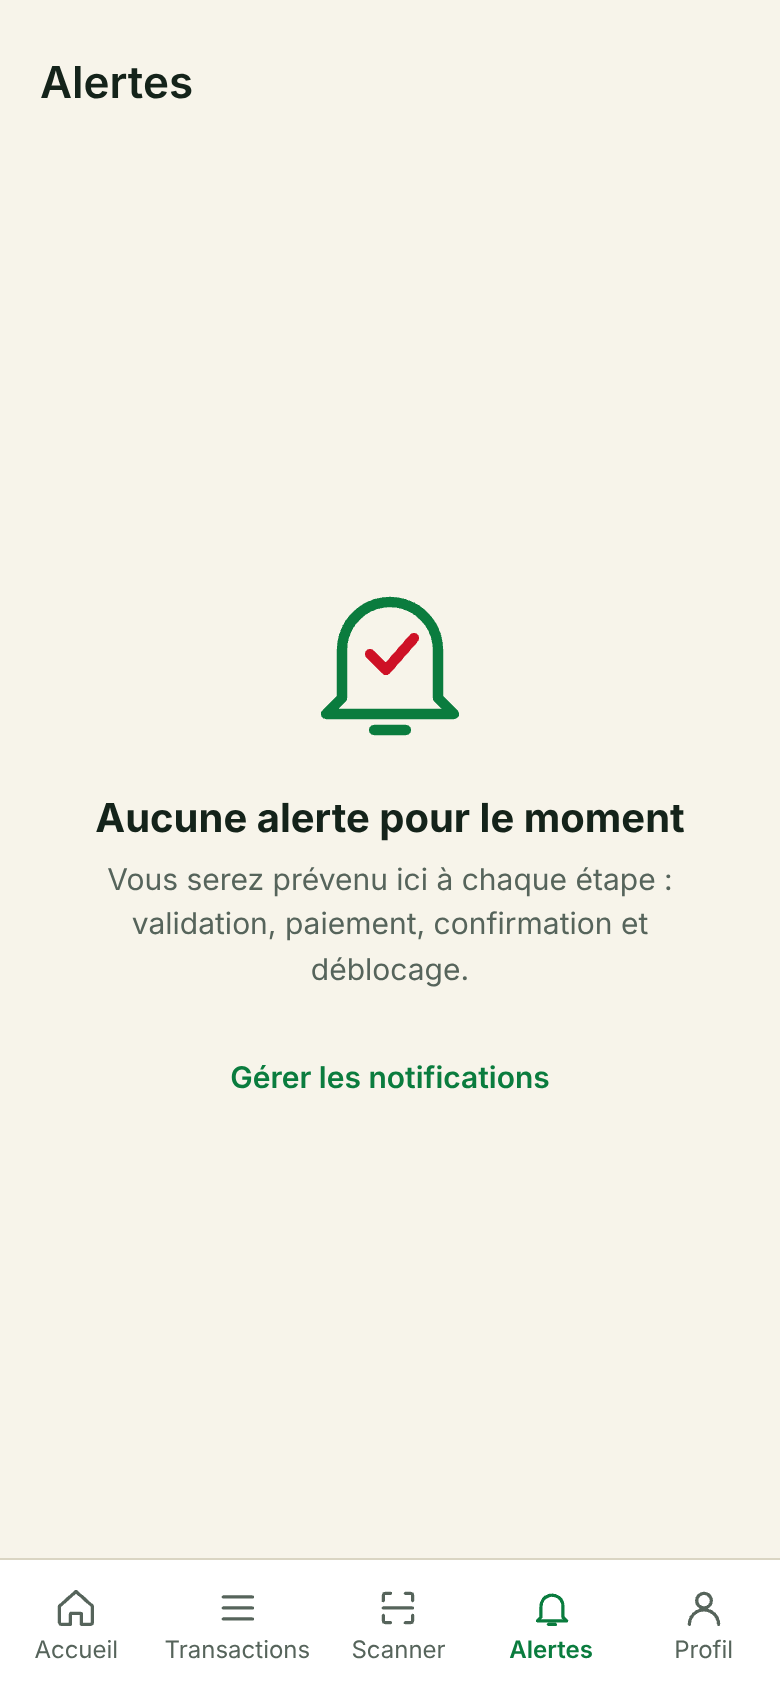 Alertes
Aucune alerte pour le moment
Vous serez prévenu ici à chaque étape :
validation, paiement, confirmation et
déblocage.
Gérer les notifications
Accueil
Transactions
Scanner
Alertes
Profil